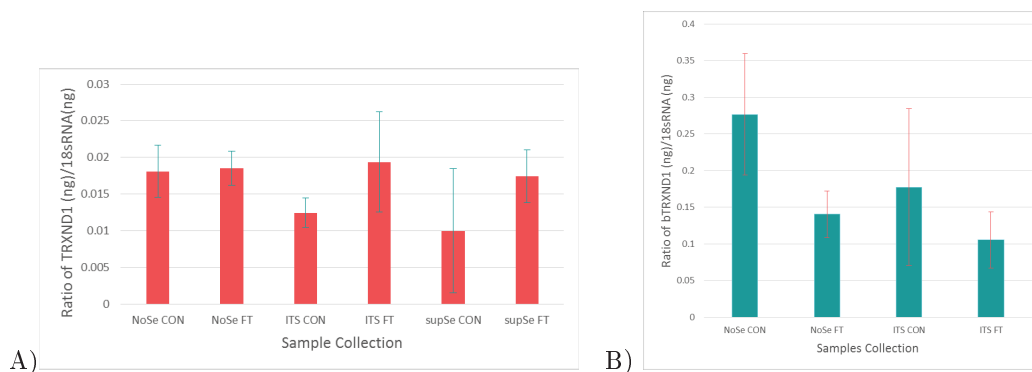 A)
Ratio of TRXND1 (ng)/18sRNA(ng)
0.03
0.025
0.02
0.015
0.01
0.005
0
NoSe CON
NoSe FT
ITS CON
ITS FT
supSe CON
supSe FT
Sample Collection
B)
Ratio of bTRXND1 (ng)/18sRNA (ng)
0.4
0.35
0.3
0.25
0.2
0.15
0.1
0.05
0
NoSe CON
NoSe FT
ITS CON
ITS FT
Samples Collection